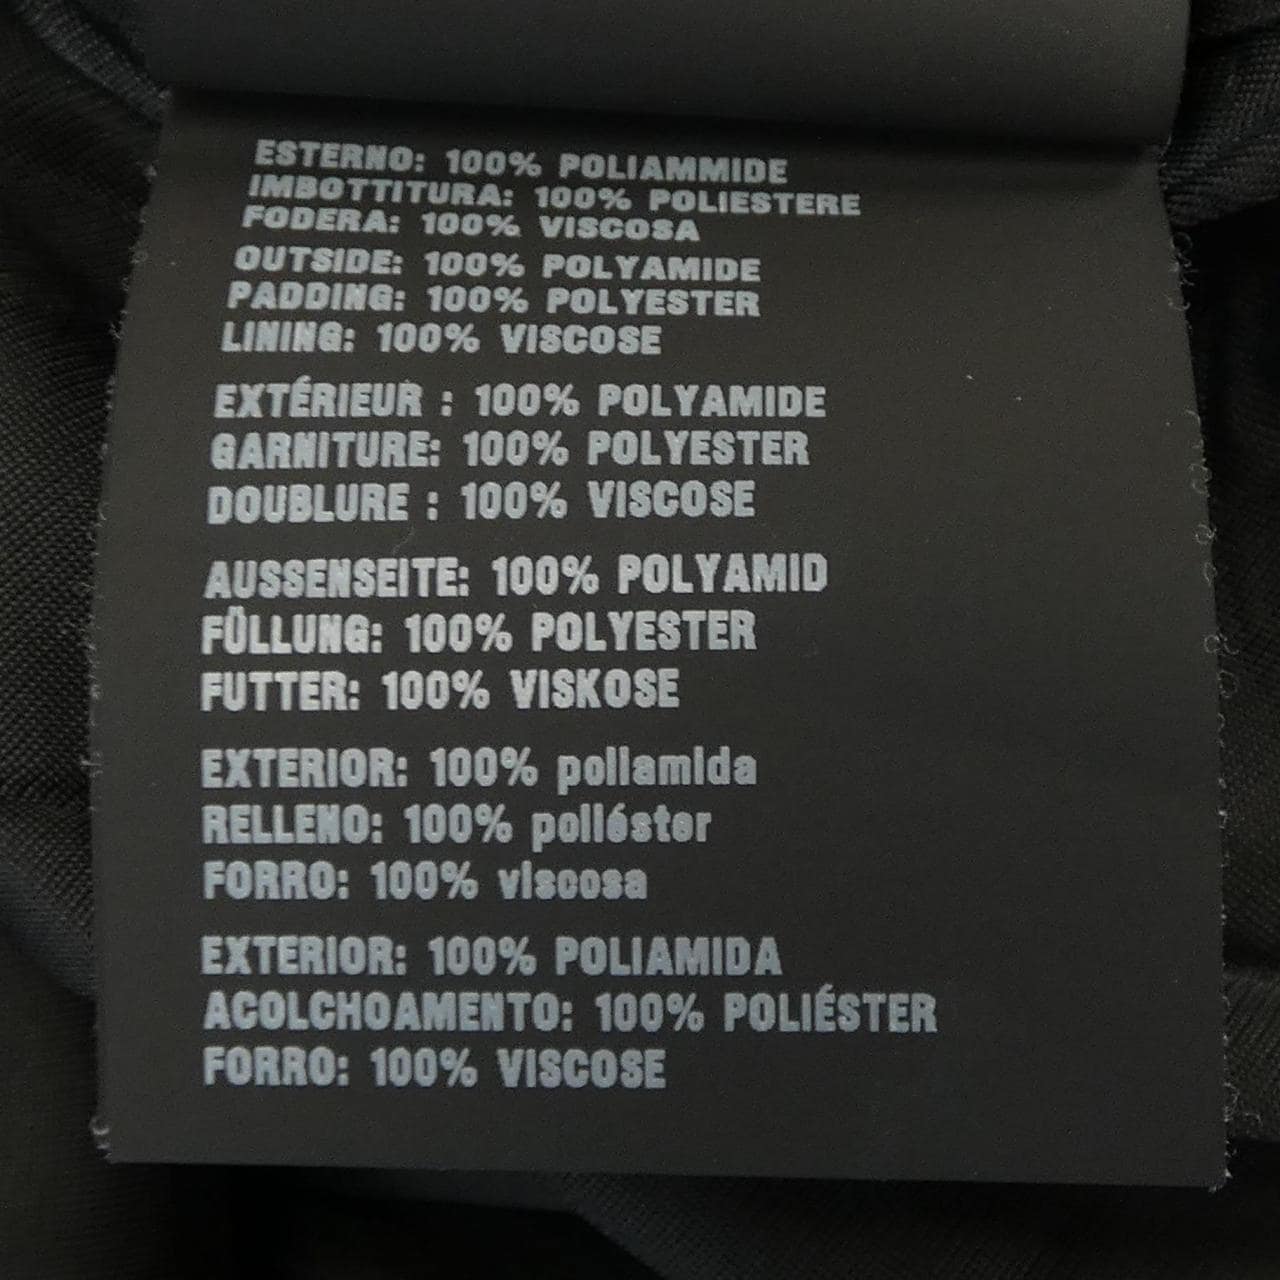 ESTERNO: 100% POLIAMMIDE
IMBOTTITURA: 100% POLIESTERE
FODERA: 100% VISCOSA
OUTSIDE: 100% POLYAMIDE
PADDING: 100% POLYESTER
LINING: 100% VISCOSE
EXTÉRIEUR : 100% POLYAMIDE
GARNITURE: 100% POLYESTER
DOUBLURE : 100% VISCOSE
AUSSENSEITE: 100% POLYAMID
FÜLLUNG: 100% POLYESTER
FUTTER: 100% VISKOSE
EXTERIOR: 100% poliamida
RELLENO: 100% poliéster
FORRO: 100% viscosa
EXTERIOR: 100% POLIAMIDA
ACOLCHOAMENTO: 100% POLIÉSTER
FORRO: 100% VISCOSE